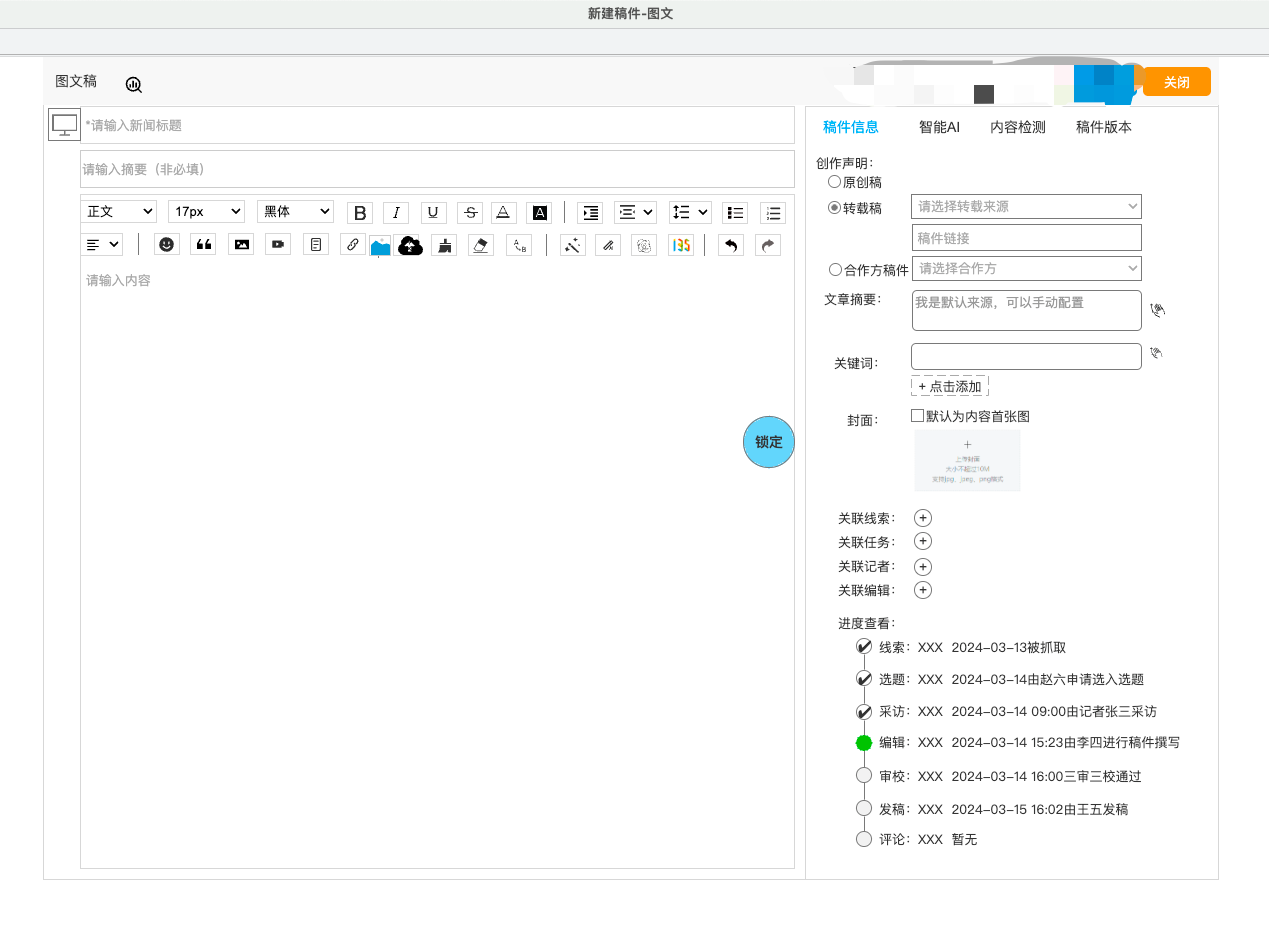 新建稿件-图文
图文稿
关闭
*请输入新闻标题
请输入摘要（非必填）
正文 17px 黑体 B I U S A A
135
请输入内容
锁定
稿件信息 智能AI 内容检测 稿件版本
创作声明：
原创稿
转载稿 请选择转载来源
稿件链接
合作方稿件 请选择合作方
文章摘要： 我是默认来源，可以手动配置
关键词：
+ 点击添加
封面： 默认为内容首张图
+
上传封面
大小不超过10M
支持jpg、jpeg、png格式
关联线索： +
关联任务： +
关联记者： +
关联编辑： +
进度查看：
线索：XXX 2024-03-13被抓取
选题：XXX 2024-03-14由赵六申请选入选题
采访：XXX 2024-03-14 09:00由记者张三采访
编辑：XXX 2024-03-14 15:23由李四进行稿件撰写
审校：XXX 2024-03-14 16:00三审三校通过
发稿：XXX 2024-03-15 16:02由王五发稿
评论：XXX 暂无